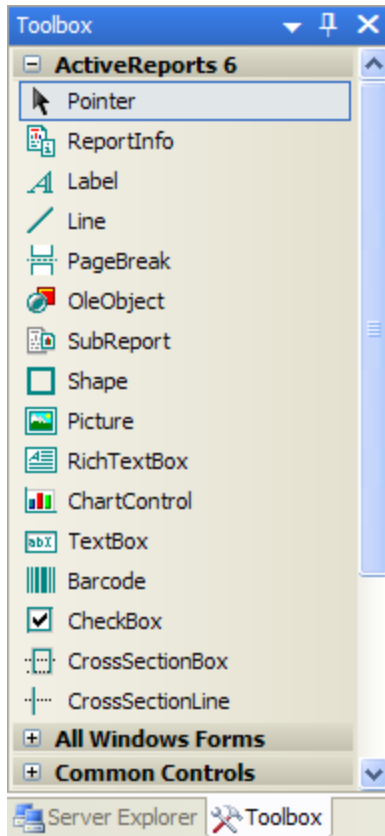 Toolbox
ActiveReports 6
Pointer
ReportInfo
Label
Line
PageBreak
OleObject
SubReport
Shape
Picture
RichTextBox
ChartControl
TextBox
Barcode
CheckBox
CrossSectionBox
CrossSectionLine
All Windows Forms
Common Controls
Server Explorer Toolbox